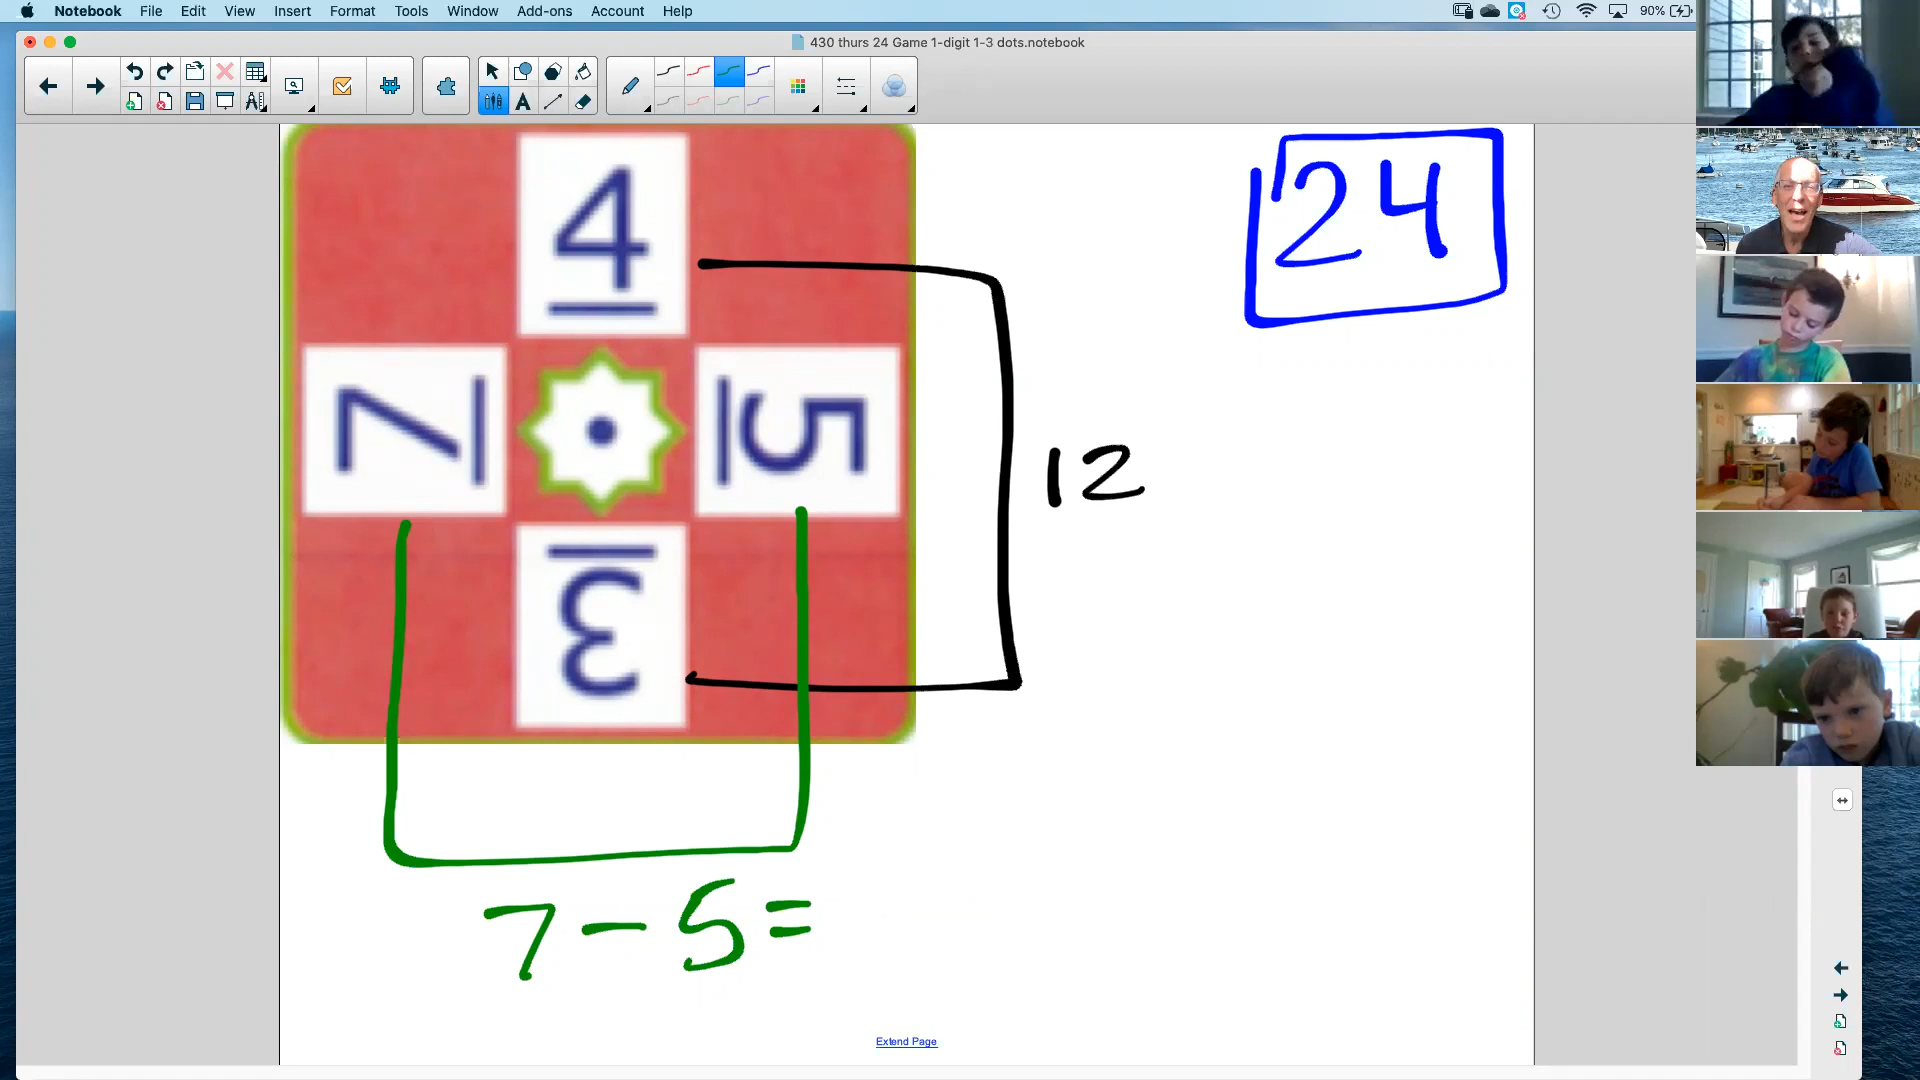 Notebook File Edit View Insert Format Tools Window Add-ons Account Help 90%
430 thurs 24 Game 1-digit 1-3 dots.notebook
A
4
24
7 5
12
3
7 - 5 =
Extend Page